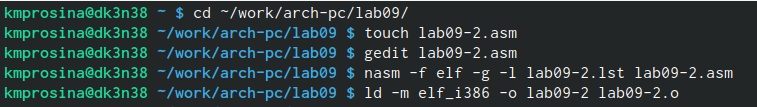 kmprosina@dk3n38 ~ $ cd ~/work/arch-pc/lab09/
kmprosina@dk3n38 ~/work/arch-pc/lab09 $ touch lab09-2.asm
kmprosina@dk3n38 ~/work/arch-pc/lab09 $ gedit lab09-2.asm
kmprosina@dk3n38 ~/work/arch-pc/lab09 $ nasm -f elf -g -l lab09-2.lst lab09-2.asm
kmprosina@dk3n38 ~/work/arch-pc/lab09 $ ld -m elf_i386 -o lab09-2 lab09-2.o